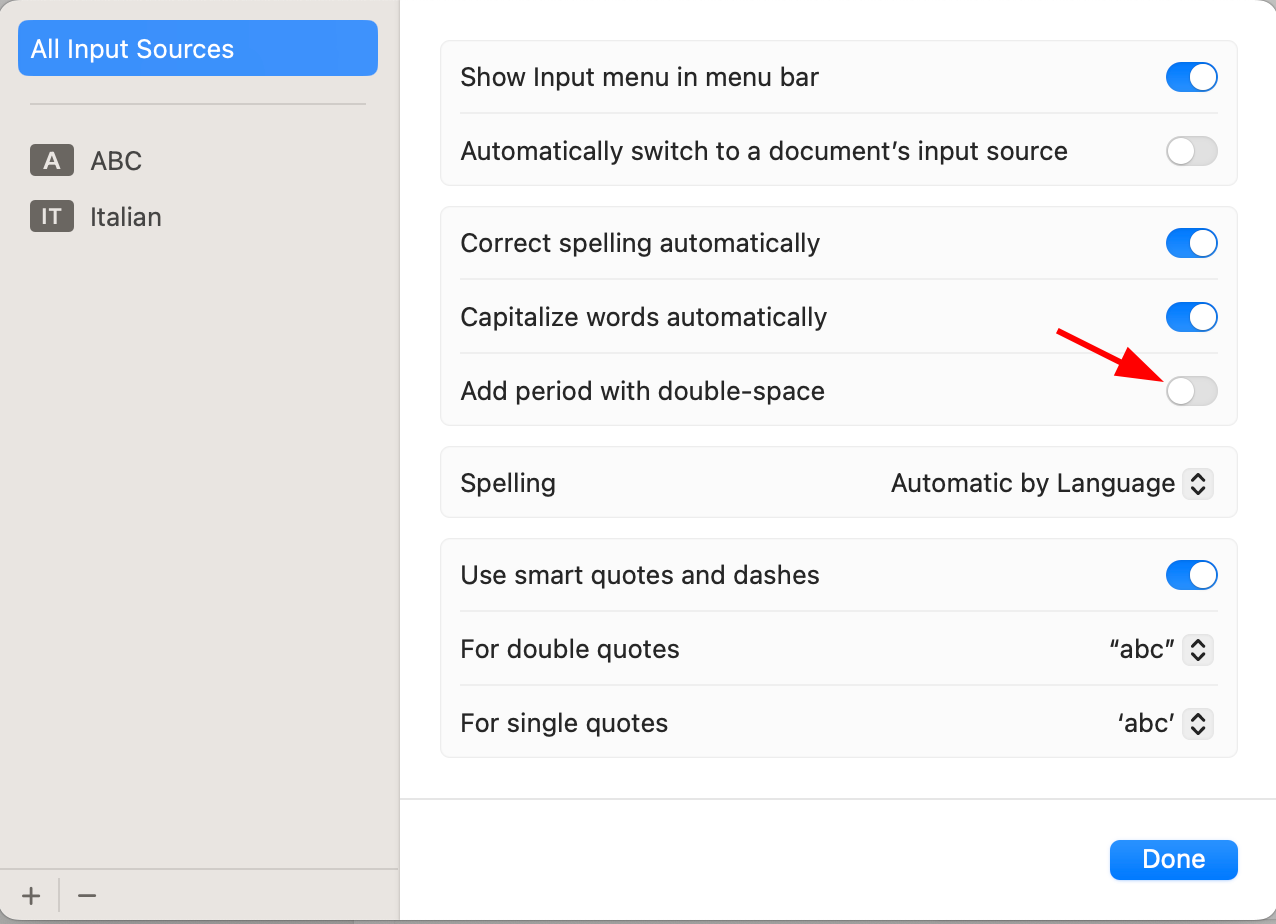 All Input Sources
A ABC
IT Italian
Show Input menu in menu bar
Automatically switch to a document’s input source
Correct spelling automatically
Capitalize words automatically
Add period with double-space
Spelling Automatic by Language
Use smart quotes and dashes
For double quotes “abc”
For single quotes ‘abc’
Done